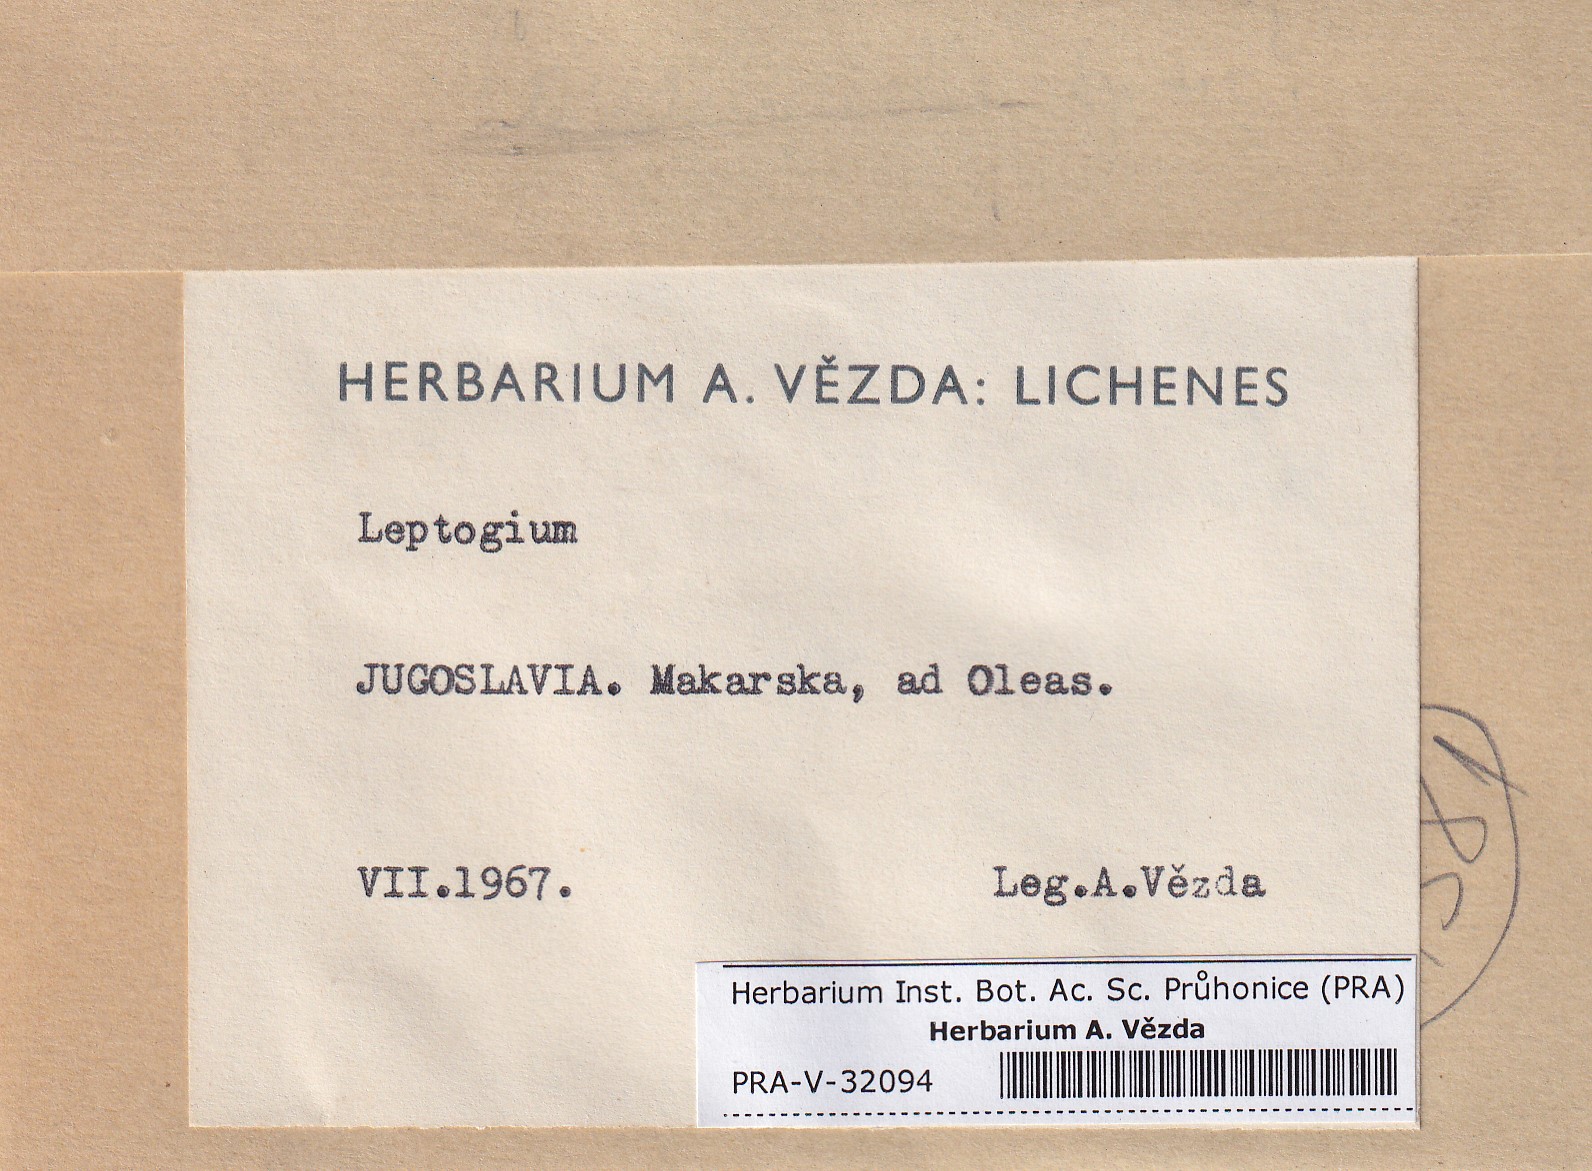 HERBARIUM A. VĚZDA: LICHENES
Leptogium
JUGOSLAVIA. Makarska, ad Oleas.
VII.1967.
Leg.A.Vězda
Herbarium Inst. Bot. Ac. Sc. Průhonice (PRA)
Herbarium A. Vězda
PRA-V-32094